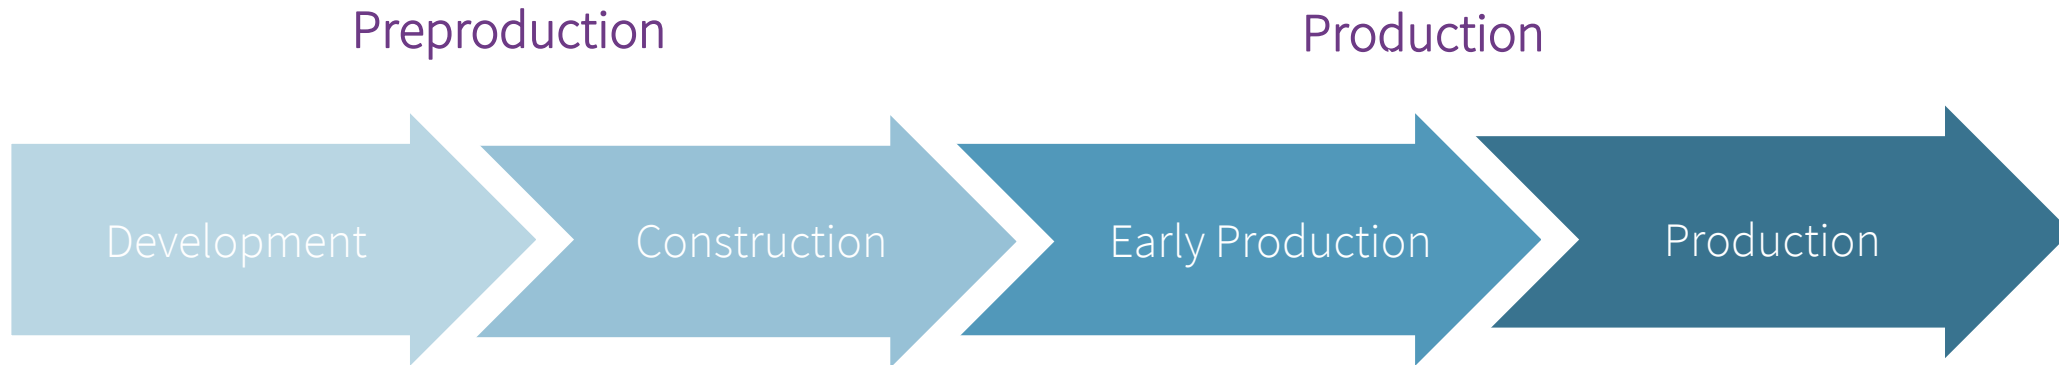 Preproduction
Production
Development
Construction
Early Production
Production